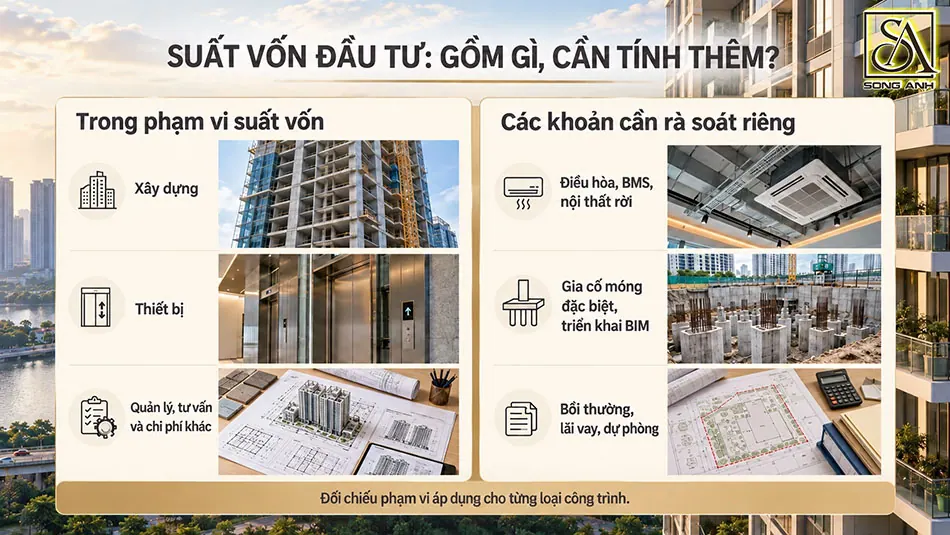 SUẤT VỐN ĐẦU TƯ: GỒM GÌ, CẦN TÍNH THÊM?
SA
SONG ANH
Trong phạm vi suất vốn
Xây dựng
Thiết bị
Quản lý, tư vấn
và chi phí khác
Các khoản cần rà soát riêng
Điều hòa, BMS,
nội thất rời
Gia cố móng
đặc biệt,
triển khai BIM
Bồi thường,
lãi vay, dự phòng
Đối chiếu phạm vi áp dụng cho từng loại công trình.